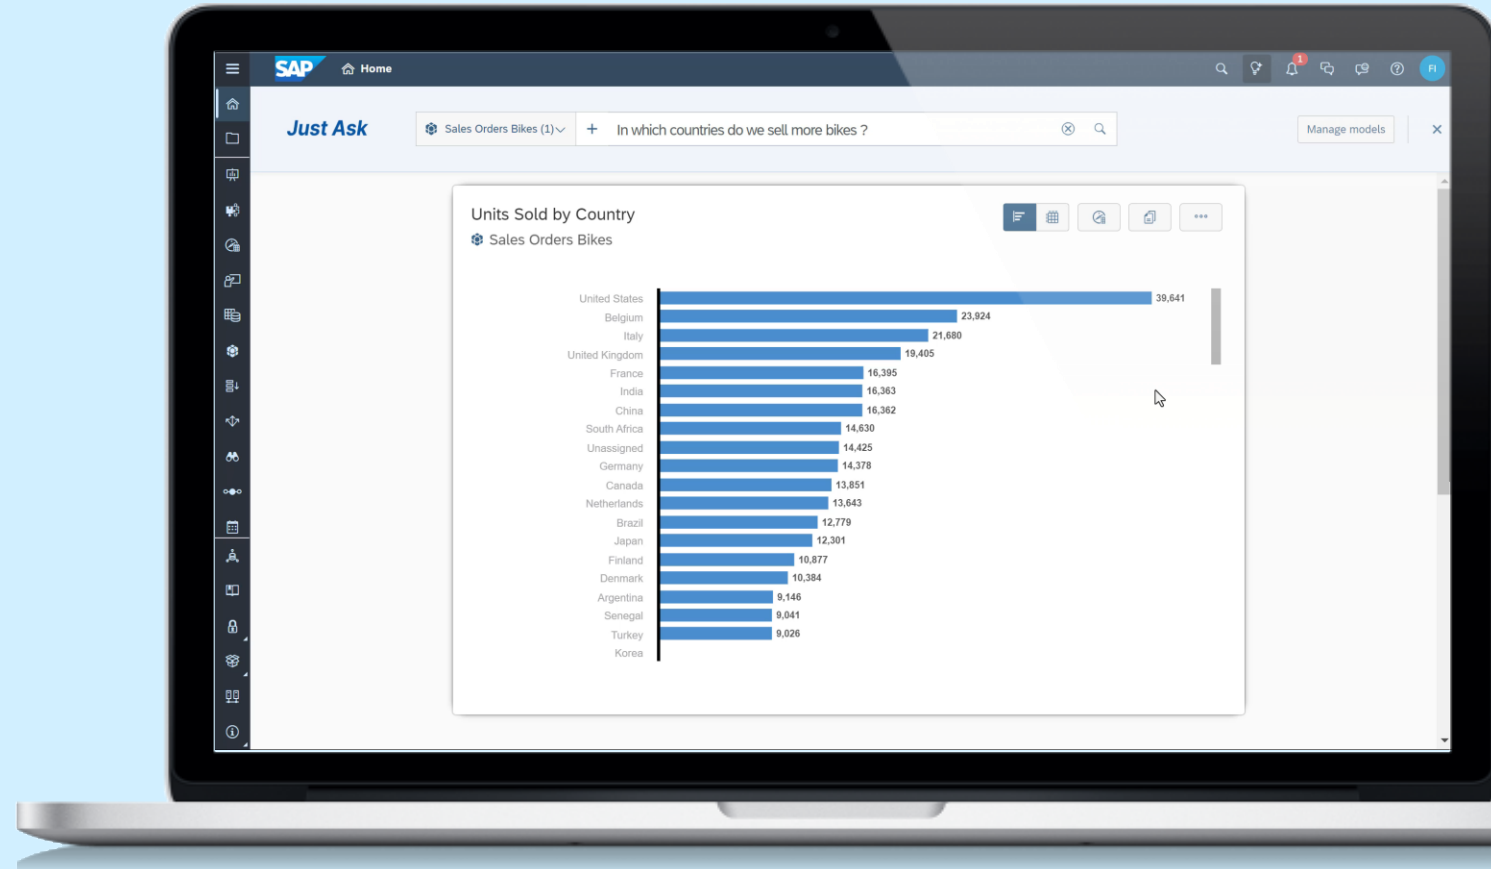 SAP Home
1
FI
Just Ask
Sales Orders Bikes (1)
+ In which countries do we sell more bikes ?
Manage models
Units Sold by Country
Sales Orders Bikes
United States 39,641
Belgium 23,924
Italy 21,680
United Kingdom 19,405
France 16,395
India 16,363
China 16,362
South Africa 14,630
Unassigned 14,425
Germany 14,378
Canada 13,851
Netherlands 13,643
Brazil 12,779
Japan 12,301
Finland 10,877
Denmark 10,384
Argentina 9,146
Senegal 9,041
Turkey 9,026
Korea